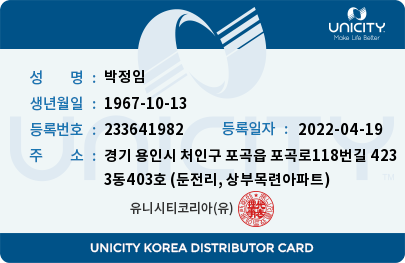 UNICITY
Make Life Better
성 명 : 박정임
생년월일 : 1967-10-13
등록번호 : 233641982 등록일자 : 2022-04-19
주 소 : 경기 용인시 처인구 포곡읍 포곡로118번길 423
3동403호 (둔전리, 상부목련아파트)
유니시티코리아(유)
UNICITY
UNICITY KOREA DISTRIBUTOR CARD